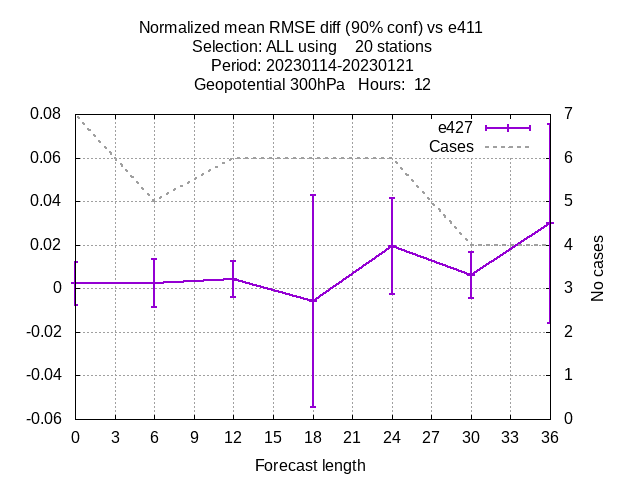 Normalized mean RMSE diff (90% conf) vs e411
Selection: ALL using    20 stations
Period: 20230114-20230121
Geopotential 300hPa   Hours:  12
0.08
0.06
0.04
0.02
0
-0.02
-0.04
-0.06
7
6
5
4
3
2
1
0
e427
Cases
No cases
0 3 6 9 12 15 18 21 24 27 30 33 36
Forecast length